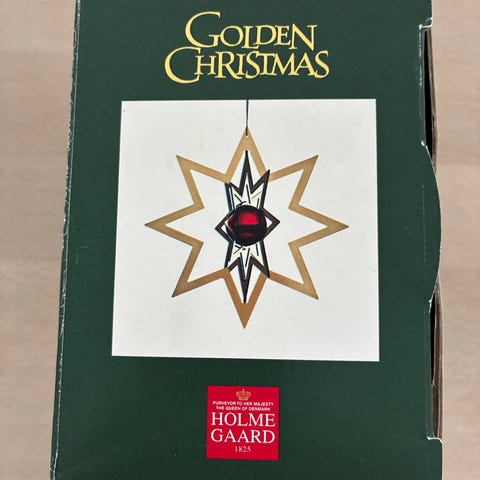 GOLDEN
CHRISTMAS
PURVEYOR TO HER MAJESTY
THE QUEEN OF DENMARK
HOLME
GAARD
1825